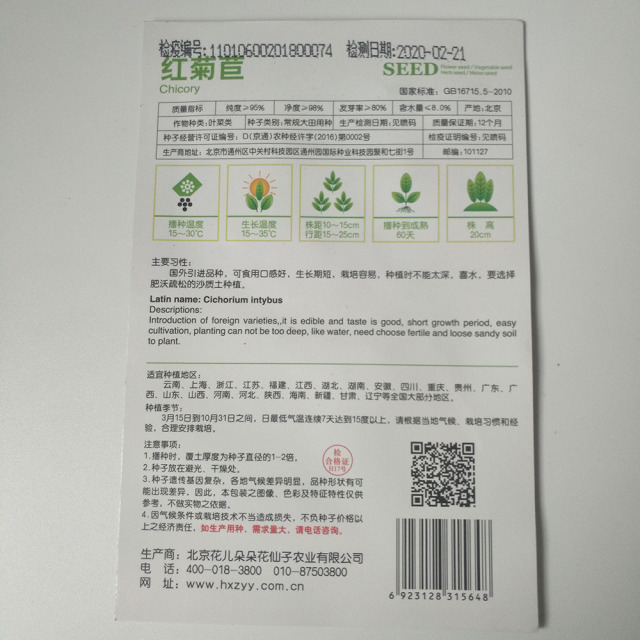 检疫编号:11010600201800074 检测日期:2020-02-21
红菊苣
Chicory
SEED
Flower seed / Vegetable seed
Herb seed / Melon seed
国家标准: GB16715.5-2010
质量指标 纯度≥95% 净度≥98% 发芽率≥80% 含水量≤8.0% 产地:北京
作物种类:叶菜类 种子类别:常规大田用种 生产检测日期:见喷码 质量保证期:12个月
种子经营许可证编号: D(京通)农种经许字(2016)第0002号 检疫证明编号:见喷码
生产商地址: 北京市通州区中关村科技园区通州园国际种业科技园聚和七街1号 邮编:101127
播种温度
15~30℃
生长温度
15~35℃
株距10~15cm
行距15~25cm
播种到成熟
60天
株 高
20cm
主要习性:
国外引进品种,可食用口感好,生长期短、栽培容易,种植时不能太深,喜水,要选择
肥沃疏松的沙质土种植。
Latin name: Cichorium intybus
Descriptions:
Introduction of foreign varieties,,it is edible and taste is good, short growth period, easy
cultivation, planting can not be too deep, like water, need choose fertile and loose sandy soil
to plant.
适宜种植地区:
云南、上海、浙江、江苏、福建、江西、湖北、湖南、安徽、四川、重庆、贵州、广东、广
西、山东、山西、河南、河北、陕西、海南、新疆、甘肃、辽宁等全国大部分地区。
种植季节:
3月15日到10月31日之间,日最低气温连续7天达到15度以上,请根据当地气候、栽培习惯和经
验,合理安排栽培。
注意事项:
1.播种时,覆土厚度为种子直径的1-2倍。
2.种子放在避光、干燥处。
3.种子遗传基因复杂,各地气候差异明显,品种形状有可
能出现差异,因此,本包装之图像、色彩及特征特性仅供
参考,不做实物之依据。
4.因气候条件或栽培技术不当造成损失,不负种子价格以
上之经济责任,如生产用种,需求量大,请电话咨询。
检
合格证
H17号
生产商:北京花儿朵朵花仙子农业有限公司
电 话:400-018-3800 010-87503800
网 址:www.hxzyy.com.cn
6 923128 315648